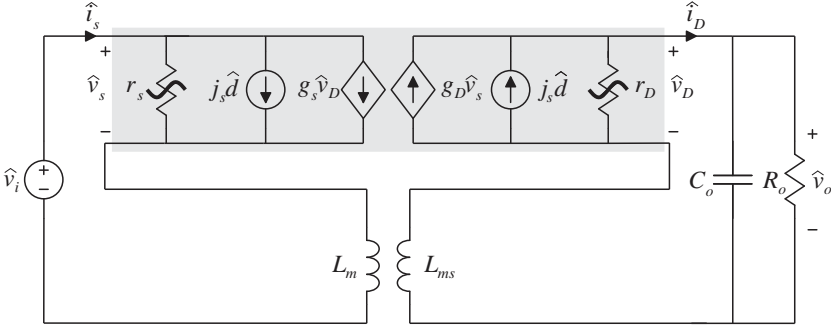 î_s î_D
+ +
v̂_s r_s j_s d̂ g_s v̂_D g_D v̂_s j_s d̂ r_D v̂_D
− −
v̂_i + − C_o R_o + v̂_o −
L_m L_ms